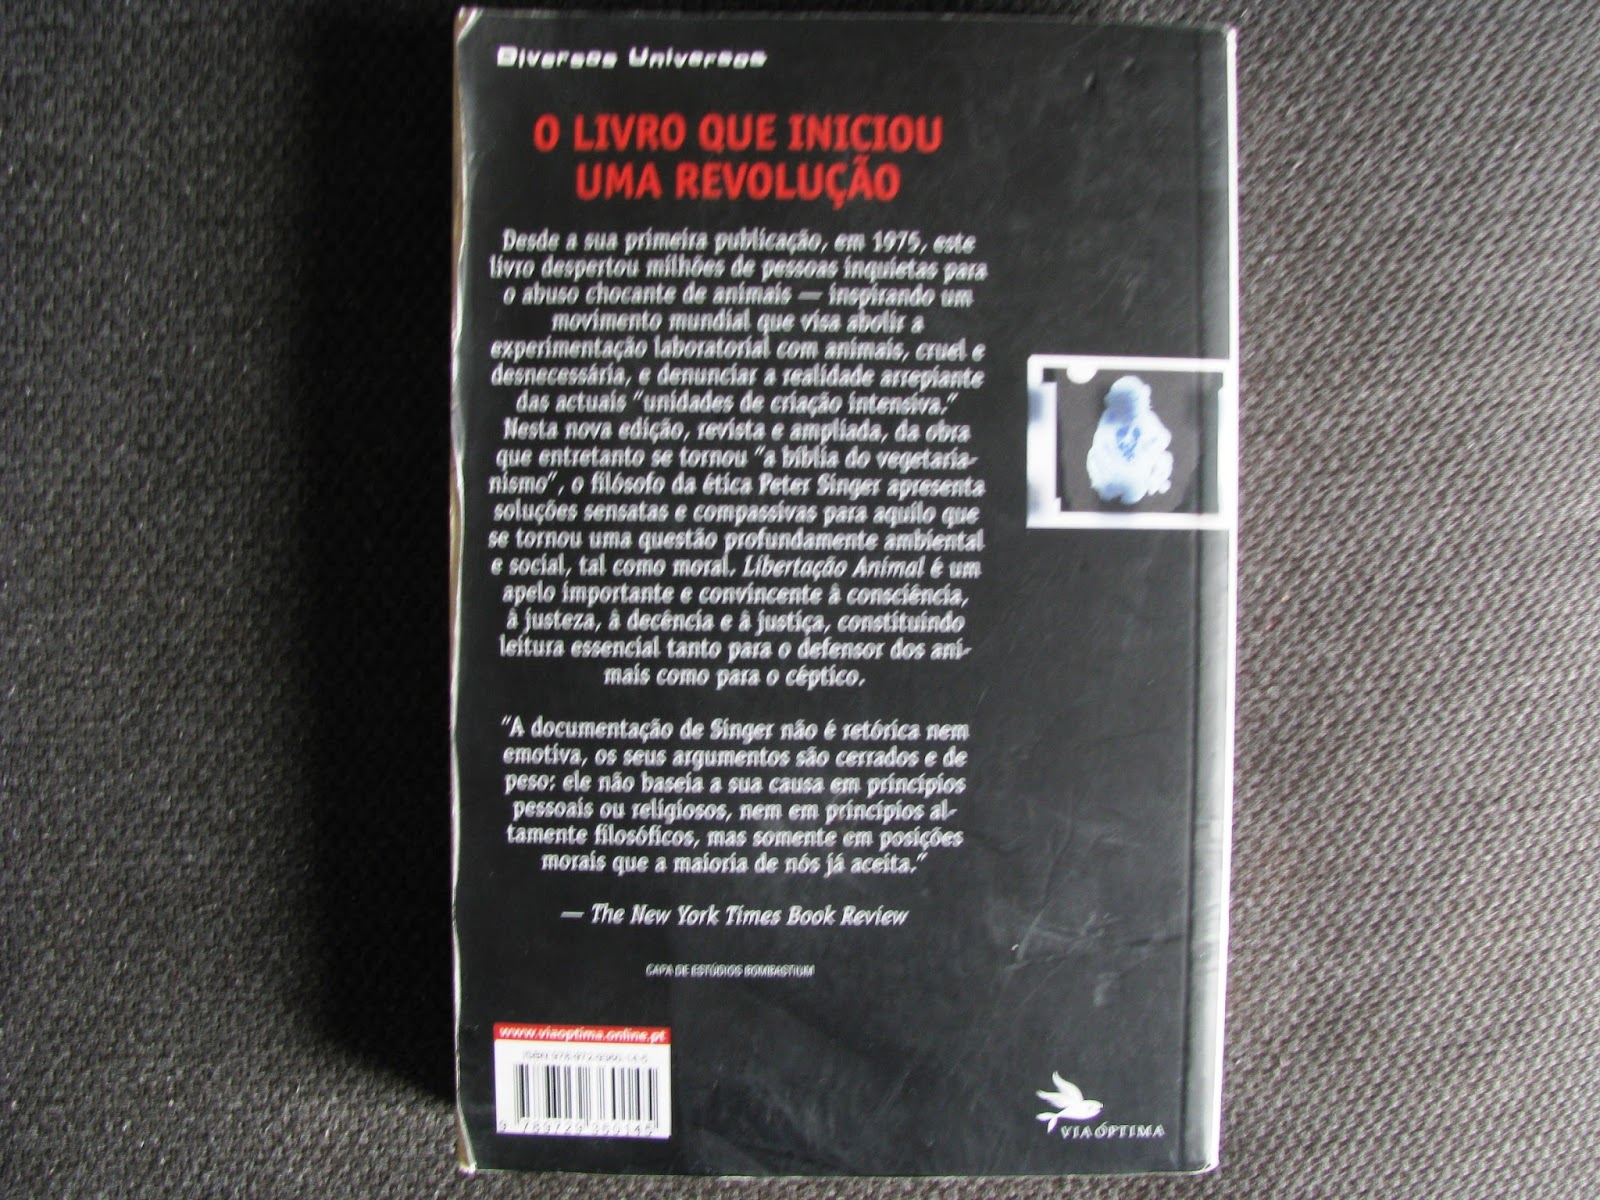 Diversos Universos
O LIVRO QUE INICIOU
UMA REVOLUÇÃO
Desde a sua primeira publicação, em 1975, este
livro despertou milhões de pessoas inquietas para
o abuso chocante de animais — inspirando um
movimento mundial que visa abolir a
experimentação laboratorial com animais, cruel e
desnecessária, e denunciar a realidade arrepiante
das actuais "unidades de criação intensiva."
Nesta nova edição, revista e ampliada, da obra
que entretanto se tornou "a bíblia do vegetaria-
nismo", o filósofo da ética Peter Singer apresenta
soluções sensatas e compassivas para aquilo que
se tornou uma questão profundamente ambiental
e social, tal como moral. Libertação Animal é um
apelo importante e convincente à consciência,
à justeza, à decência e à justiça, constituindo
leitura essencial tanto para o defensor dos ani-
mais como para o céptico.
"A documentação de Singer não é retórica nem
emotiva, os seus argumentos são cerrados e de
peso: ele não baseia a sua causa em princípios
pessoais ou religiosos, nem em princípios al-
tamente filosóficos, mas somente em posições
morais que a maioria de nós já aceita."
— The New York Times Book Review
CAPA DE ESTÚDIOS BOMBASTIUM
www.viaoptima.online.pt
ISBN
VIA ÓPTIMA